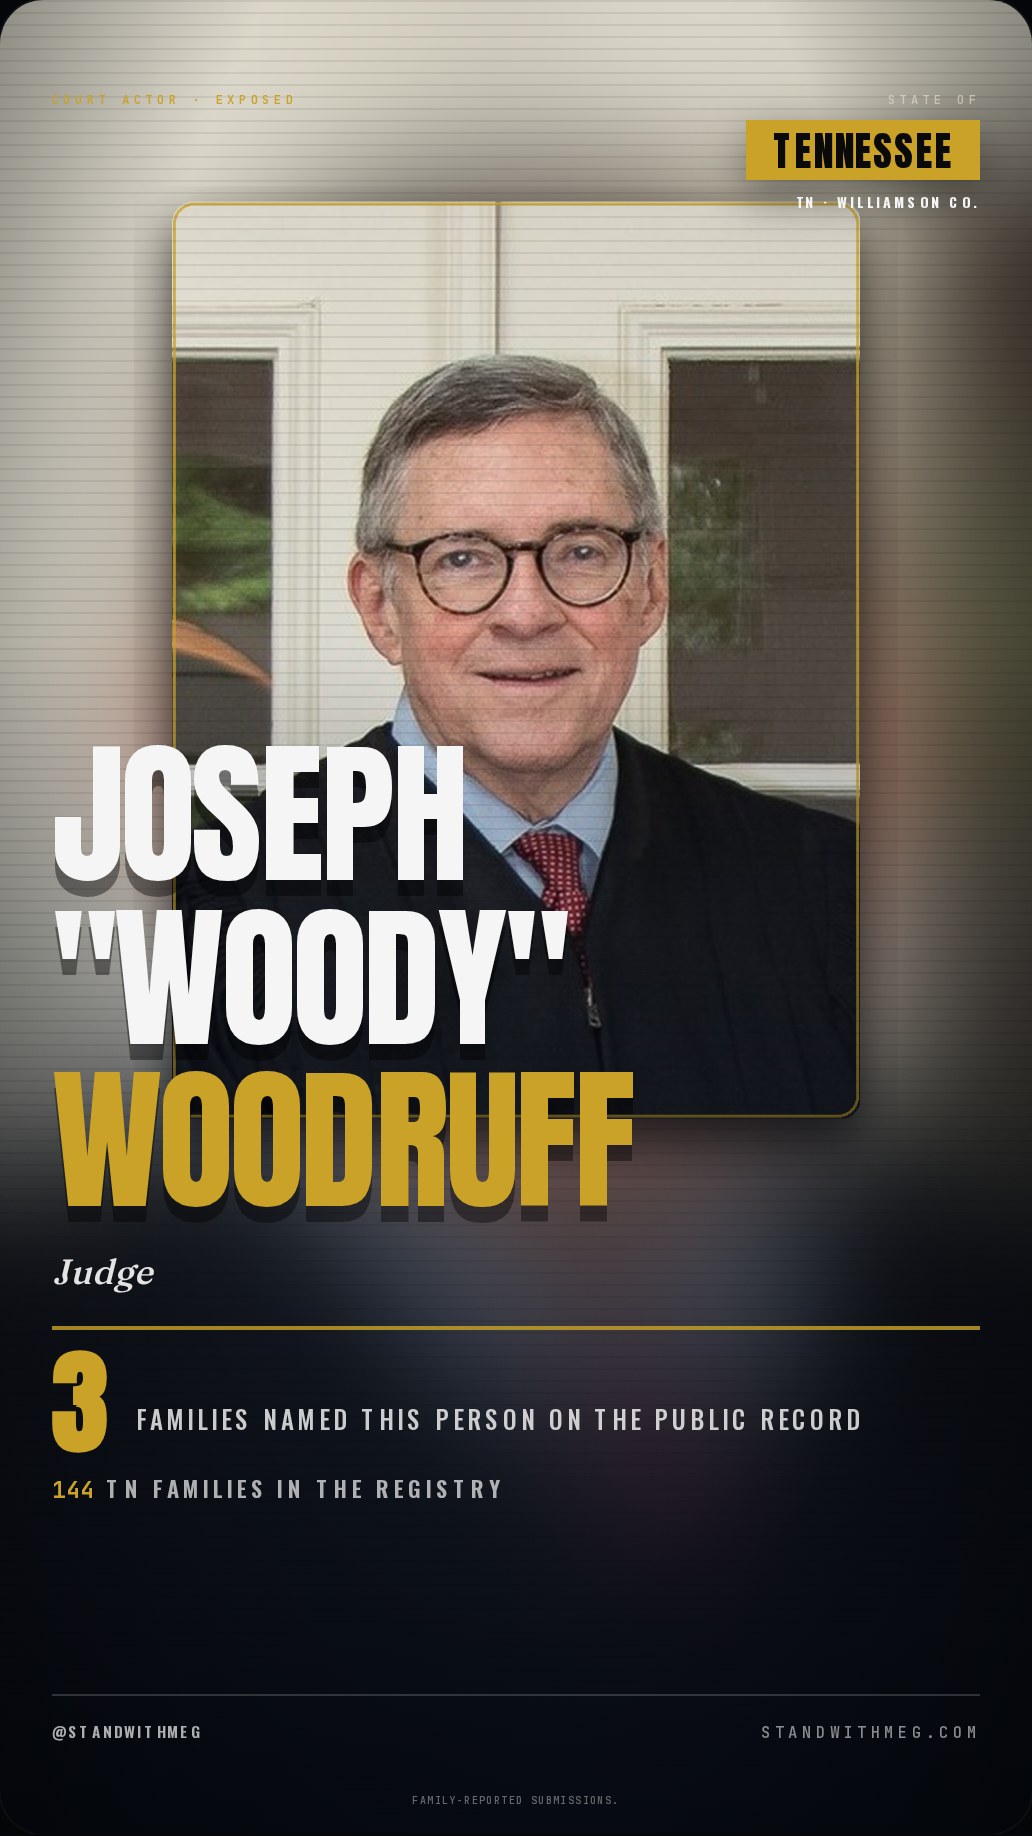 COURT ACTOR · EXPOSED
STATE OF
TENNESSEE
TN · WILLIAMSON CO.
JOSEPH
"WOODY"
WOODRUFF
Judge
3 FAMILIES NAMED THIS PERSON ON THE PUBLIC RECORD
144 TN FAMILIES IN THE REGISTRY
@STANDWITHMEG
STANDWITHMEG.COM
FAMILY-REPORTED SUBMISSIONS.